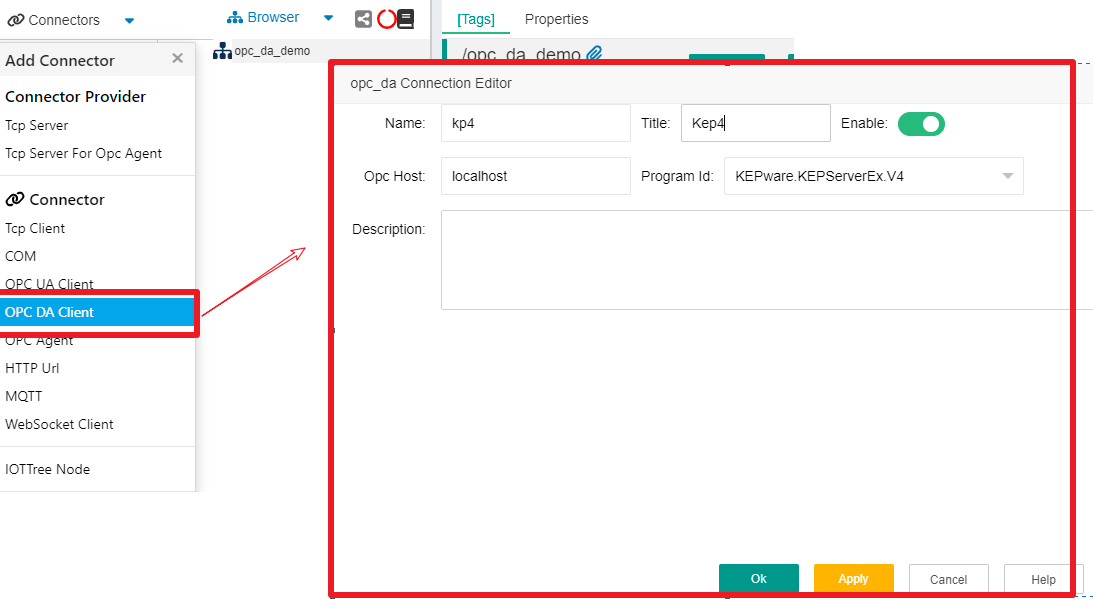 Connectors
Browser
[Tags]
Properties
Add Connector
×
opc_da_demo
/opc_da_demo
Connector Provider
Tcp Server
Tcp Server For Opc Agent
Connector
Tcp Client
COM
OPC UA Client
OPC DA Client
OPC Agent
HTTP Url
MQTT
WebSocket Client
IOTTree Node
opc_da Connection Editor
Name: kp4 Title: Kep4 Enable:
Opc Host: localhost Program Id: KEPware.KEPServerEx.V4
Description:
Ok Apply Cancel Help